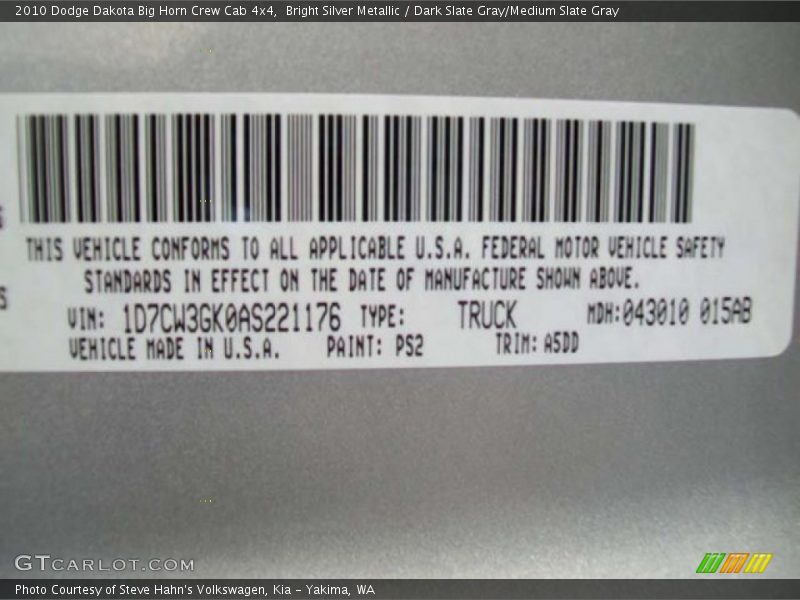 2010 Dodge Dakota Big Horn Crew Cab 4x4, Bright Silver Metallic / Dark Slate Gray/Medium Slate Gray
THIS VEHICLE CONFORMS TO ALL APPLICABLE U.S.A. FEDERAL MOTOR VEHICLE SAFETY
STANDARDS IN EFFECT ON THE DATE OF MANUFACTURE SHOWN ABOVE.
VIN: 1D7CW3GK0AS221176 TYPE: TRUCK MDH:043010 015AB
VEHICLE MADE IN U.S.A. PAINT: PS2 TRIM: A5DD
GTCARLOT.COM
Photo Courtesy of Steve Hahn's Volkswagen, Kia – Yakima, WA